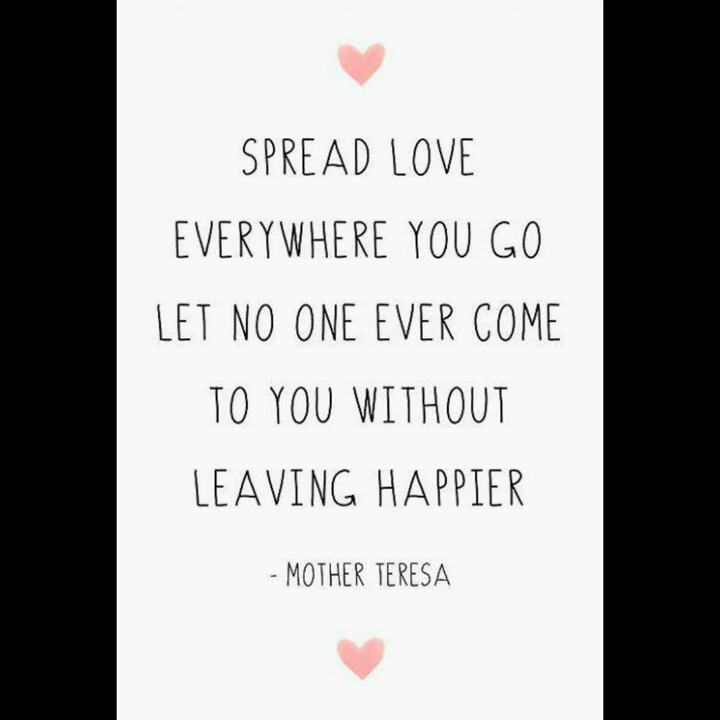 SPREAD LOVE
EVERYWHERE YOU GO
LET NO ONE EVER COME
TO YOU WITHOUT
LEAVING HAPPIER
- MOTHER TERESA